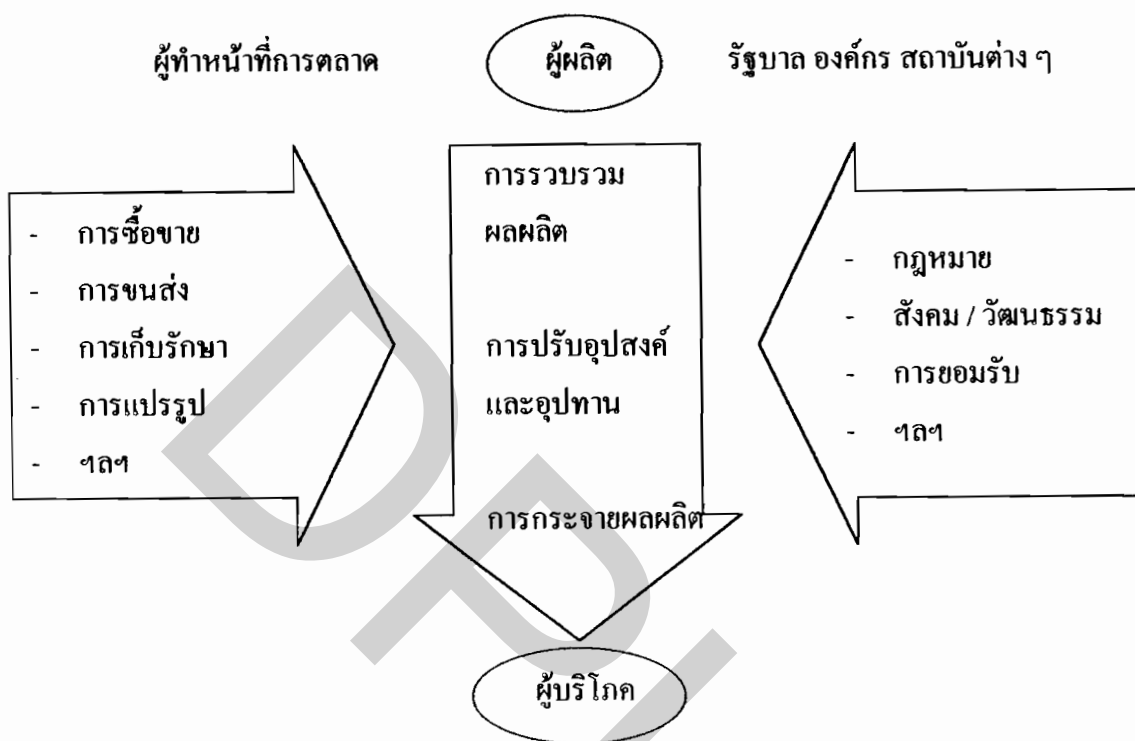 ผู้ทำหน้าที่การตลาด
ผู้ผลิต
รัฐบาล องค์กร สถาบันต่าง ๆ
- การซื้อขาย
- การขนส่ง
- การเก็บรักษา
- การแปรรูป
- ฯลฯ
การรวบรวม
ผลผลิต
การปรับอุปสงค์
และอุปทาน
การกระจายผลผลิต
- กฎหมาย
- สังคม / วัฒนธรรม
- การยอมรับ
- ฯลฯ
ผู้บริโภค